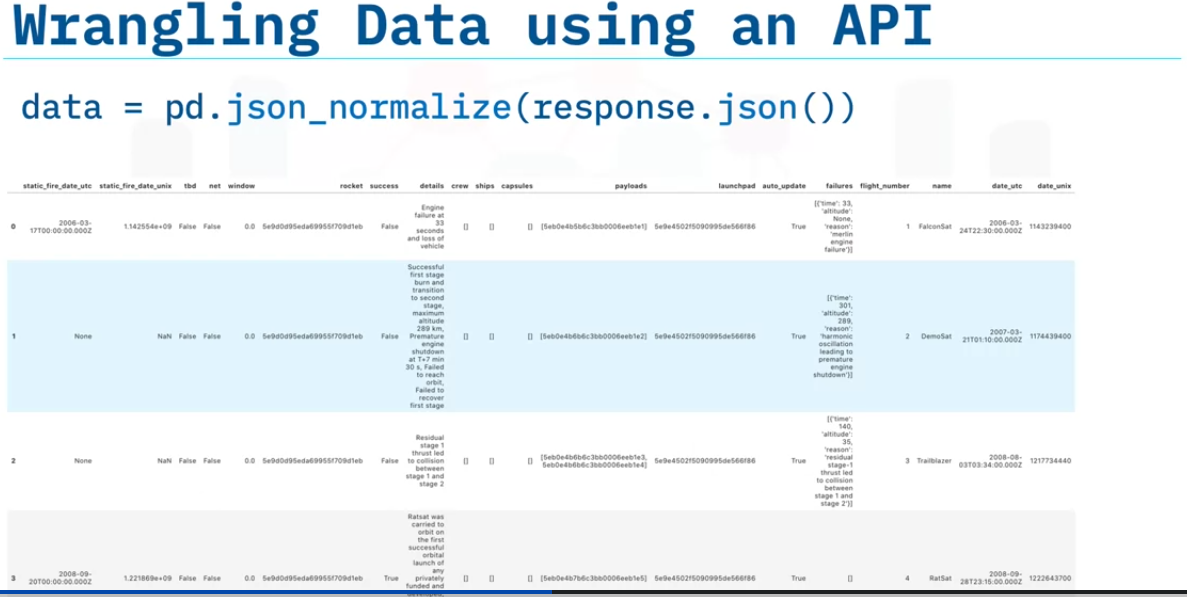 Wrangling Data using an API
data = pd.json_normalize(response.json())
static_fire_date_utc static_fire_date_unix tbd net window rocket success details crew ships capsules payloads launchpad auto_update failures flight_number name date_utc date_unix
0 2006-03-17T00:00:00.000Z 1.142554e+09 False False 0.0 5e9d0d95eda69955f709d1eb False Engine failure at 33 seconds and loss of vehicle [] [] [] [5eb0e4b5b6c3bb0006eeb1e1] 5e9e4502f5090995de566f86 True [{'time': 33, 'altitude': None, 'reason': 'merlin engine failure'}] 1 FalconSat 2006-03-24T22:30:00.000Z 1143239400
1 None NaN False False 0.0 5e9d0d95eda69955f709d1eb False Successful first stage burn and transition to second stage, maximum altitude 289 km, Premature engine shutdown at T+7 min 30 s, Failed to reach orbit, Failed to recover first stage [] [] [] [5eb0e4b6b6c3bb0006eeb1e2] 5e9e4502f5090995de566f86 True [{'time': 301, 'altitude': 289, 'reason': 'harmonic oscillation leading to premature engine shutdown'}] 2 DemoSat 2007-03-21T01:10:00.000Z 1174439400
2 None NaN False False 0.0 5e9d0d95eda69955f709d1eb False Residual stage 1 thrust led to collision between stage 1 and stage 2 [] [] [] [5eb0e4b6b6c3bb0006eeb1e3, 5eb0e4b6b6c3bb0006eeb1e4] 5e9e4502f5090995de566f86 True [{'time': 140, 'altitude': 35, 'reason': 'residual stage-1 thrust led to collision between stage 1 and stage 2'}] 3 Trailblazer 2008-08-03T03:34:00.000Z 1217734440
3 2008-09-20T00:00:00.000Z 1.221869e+09 False False 0.0 5e9d0d95eda69955f709d1eb True Ratsat was carried to orbit on the first successful orbital launch of any privately funded and [] [] [] [5eb0e4b7b6c3bb0006eeb1e5] 5e9e4502f5090995de566f86 True [] 4 RatSat 2008-09-28T23:15:00.000Z 1222643700